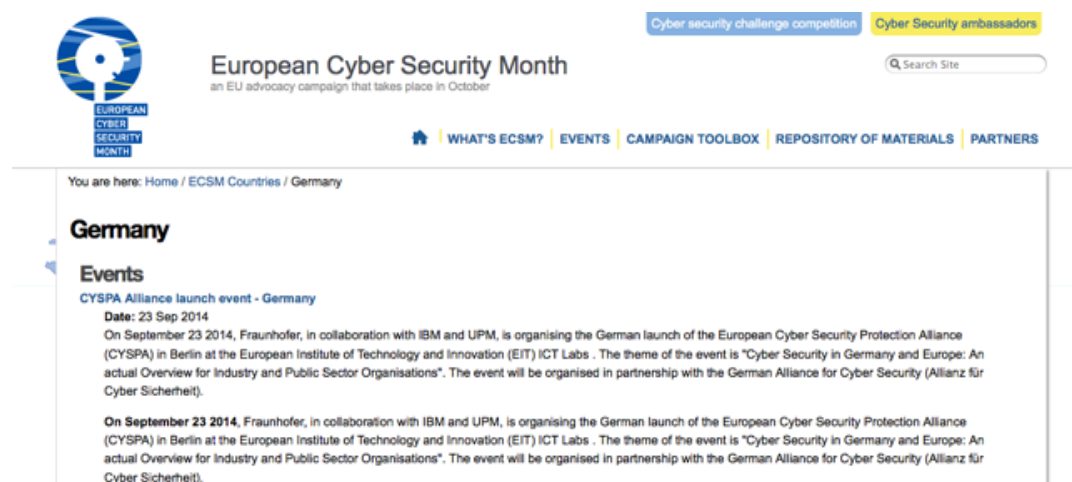 Cyber security challenge competition
Cyber Security ambassadors
European Cyber Security Month
an EU advocacy campaign that takes place in October
Search Site
EUROPEAN
CYBER
SECURITY
MONTH
WHAT'S ECSM? EVENTS CAMPAIGN TOOLBOX REPOSITORY OF MATERIALS PARTNERS
You are here: Home / ECSM Countries / Germany
Germany
Events
CYSPA Alliance launch event - Germany
Date: 23 Sep 2014
On September 23 2014, Fraunhofer, in collaboration with IBM and UPM, is organising the German launch of the European Cyber Security Protection Alliance
(CYSPA) in Berlin at the European Institute of Technology and Innovation (EIT) ICT Labs . The theme of the event is "Cyber Security in Germany and Europe: An
actual Overview for Industry and Public Sector Organisations". The event will be organised in partnership with the German Alliance for Cyber Security (Allianz für
Cyber Sicherheit).
On September 23 2014, Fraunhofer, in collaboration with IBM and UPM, is organising the German launch of the European Cyber Security Protection Alliance
(CYSPA) in Berlin at the European Institute of Technology and Innovation (EIT) ICT Labs . The theme of the event is "Cyber Security in Germany and Europe: An
actual Overview for Industry and Public Sector Organisations". The event will be organised in partnership with the German Alliance for Cyber Security (Allianz für
Cyber Sicherheit).